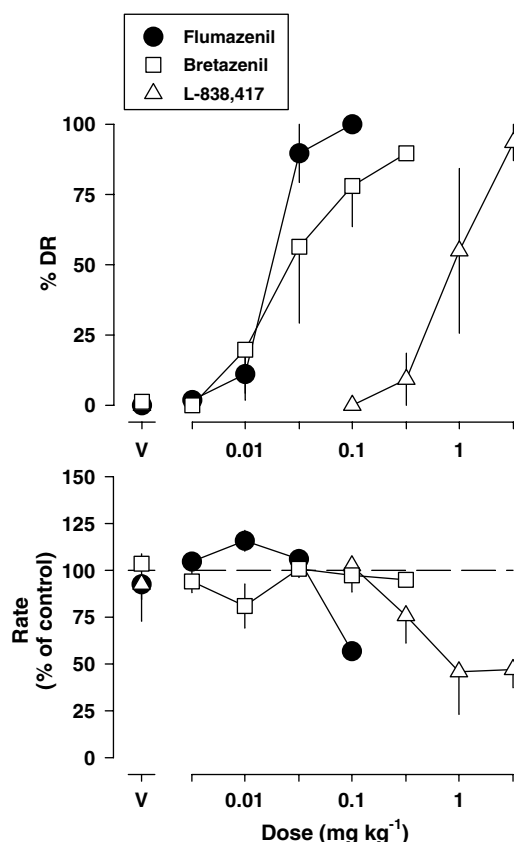 Flumazenil
Bretazenil
L-838,417
100
75
50
25
0
% DR
V
0.01
0.1
1
150
125
100
75
50
25
0
Rate
(% of control)
V
0.01
0.1
1
Dose (mg kg⁻¹)